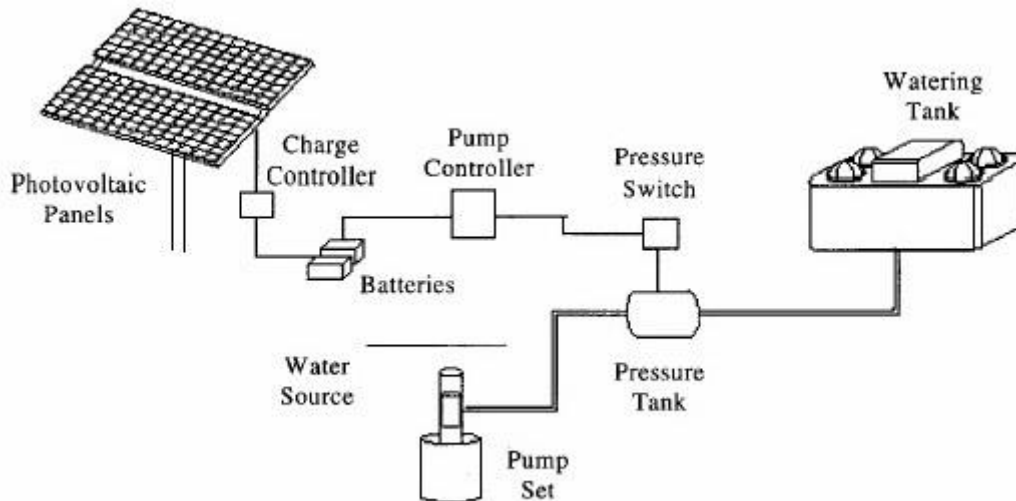 Watering
Tank
Charge
Controller
Pump
Controller
Pressure
Switch
Photovoltaic
Panels
Batteries
Water
Source
Pressure
Tank
Pump
Set